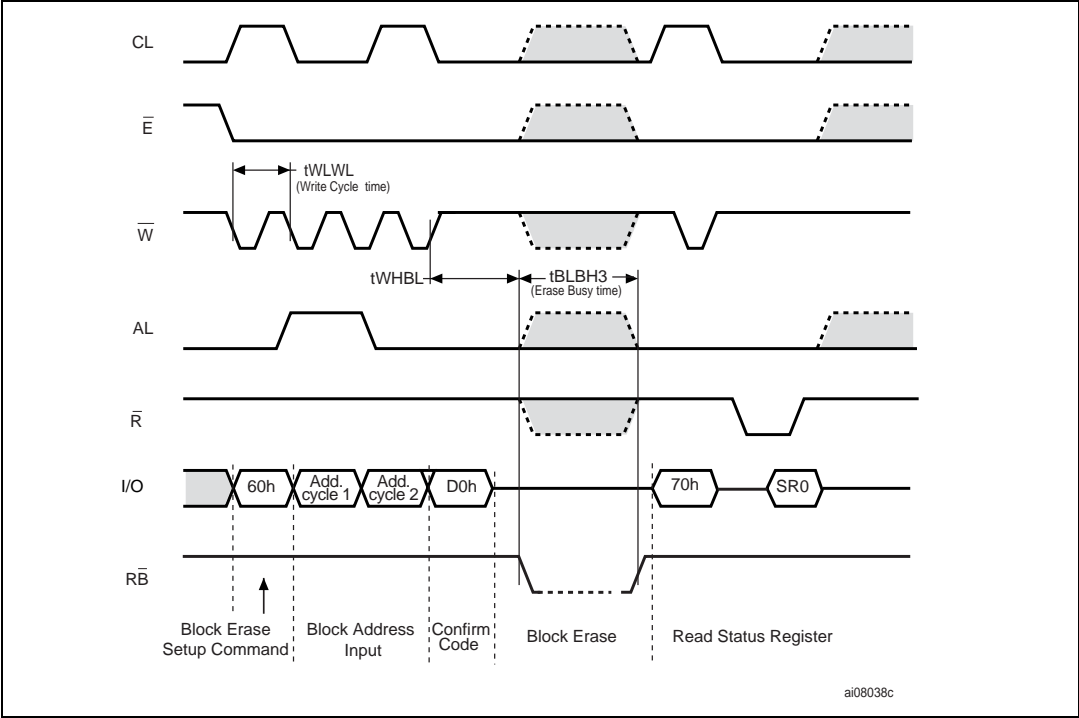 CL
E
tWLWL
(Write Cycle time)
W
tWHBL
tBLBH3
(Erase Busy time)
AL
R
I/O
60h
Add.
cycle 1
Add.
cycle 2
D0h
70h
SR0
RB
Block Erase
Setup Command
Block Address
Input
Confirm
Code
Block Erase
Read Status Register
ai08038c